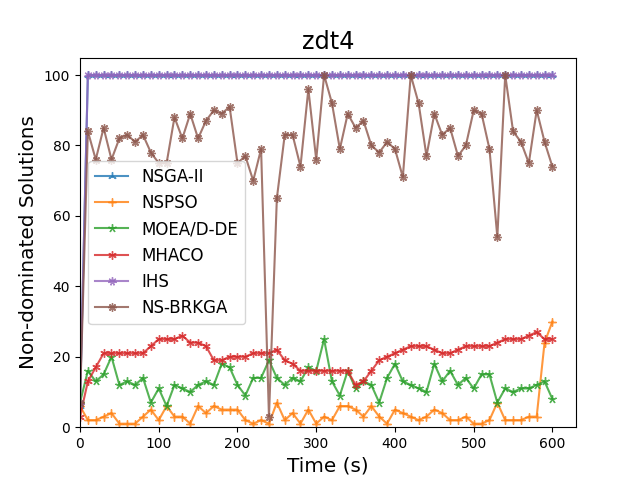 zdt4
Non-dominated Solutions
100
80
60
40
20
0
NSGA-II
NSPSO
MOEA/D-DE
MHACO
IHS
NS-BRKGA
0 100 200 300 400 500 600
Time (s)